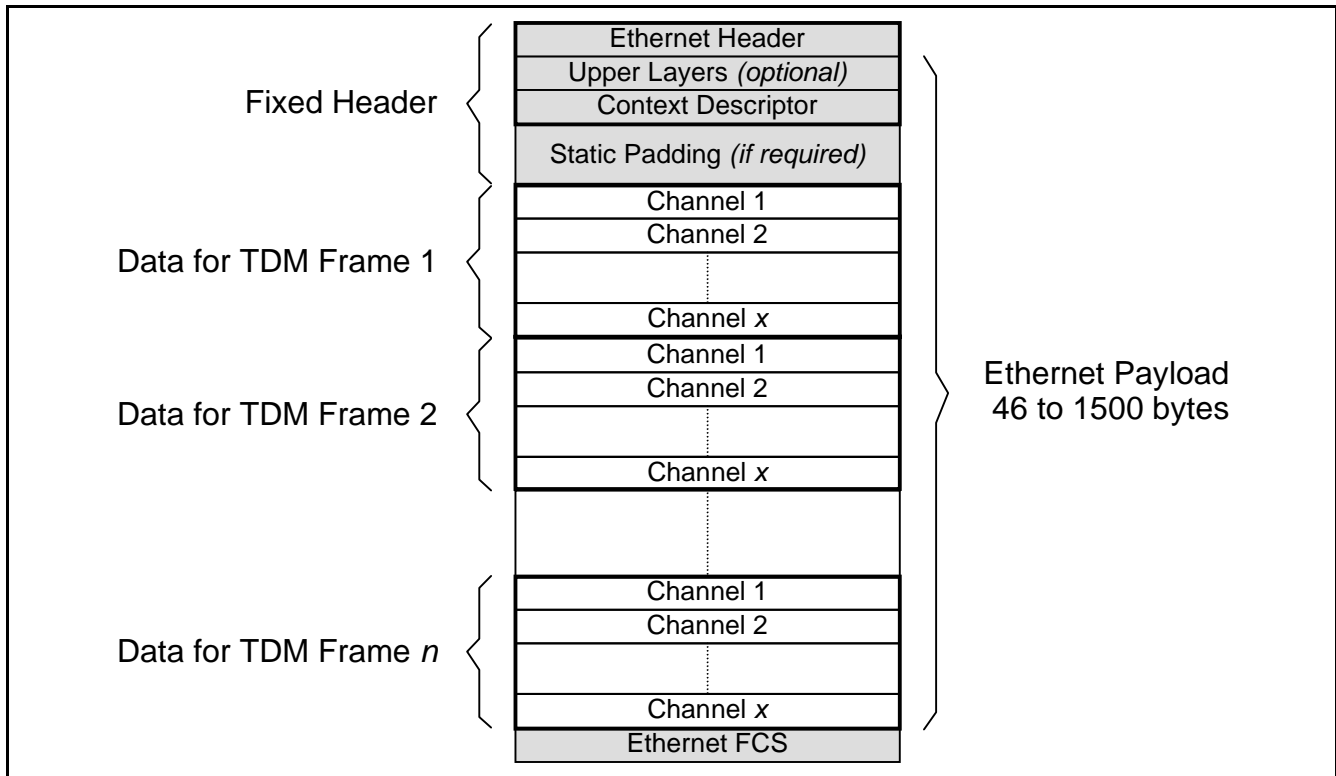 Ethernet Header
Upper Layers (optional)
Context Descriptor
Static Padding (if required)
Fixed Header
Channel 1
Channel 2
Channel x
Data for TDM Frame 1
Channel 1
Channel 2
Channel x
Data for TDM Frame 2
Channel 1
Channel 2
Channel x
Data for TDM Frame n
Ethernet FCS
Ethernet Payload
46 to 1500 bytes